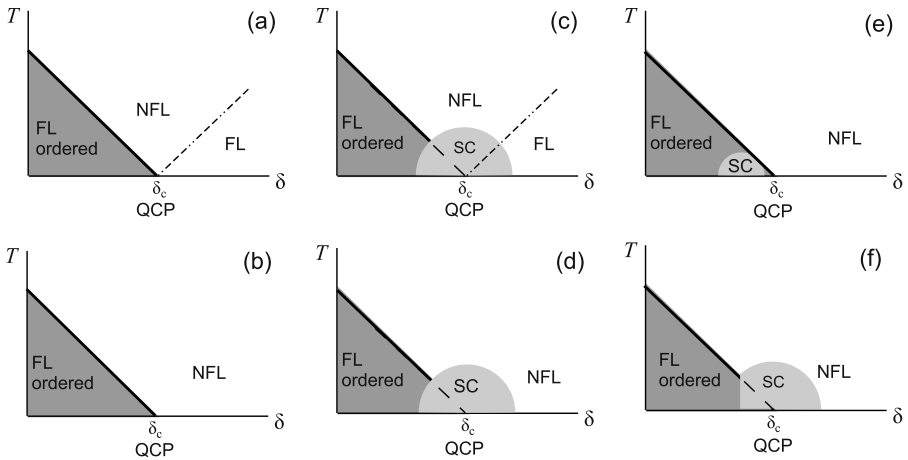 T
(a)
NFL
FL
ordered
FL
δc
δ
QCP
T
(c)
NFL
FL
ordered
SC
FL
δc
δ
QCP
T
(e)
NFL
FL
ordered
SC
δc
δ
QCP
T
(b)
FL
ordered
NFL
δc
δ
QCP
T
(d)
FL
ordered
SC
NFL
δc
δ
QCP
T
(f)
FL
ordered
SC
NFL
δc
δ
QCP